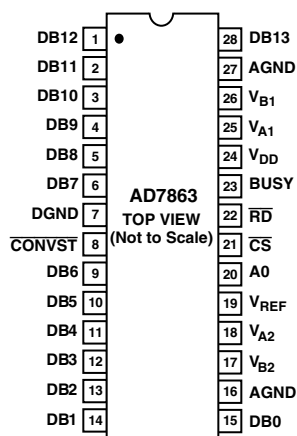 DB12 1 28 DB13
DB11 2 27 AGND
DB10 3 26 VB1
DB9 4 25 VA1
DB8 5 24 VDD
DB7 6 23 BUSY
DGND 7 22 RD
CONVST 8 21 CS
DB6 9 20 A0
DB5 10 19 VREF
DB4 11 18 VA2
DB3 12 17 VB2
DB2 13 16 AGND
DB1 14 15 DB0
AD7863
TOP VIEW
(Not to Scale)